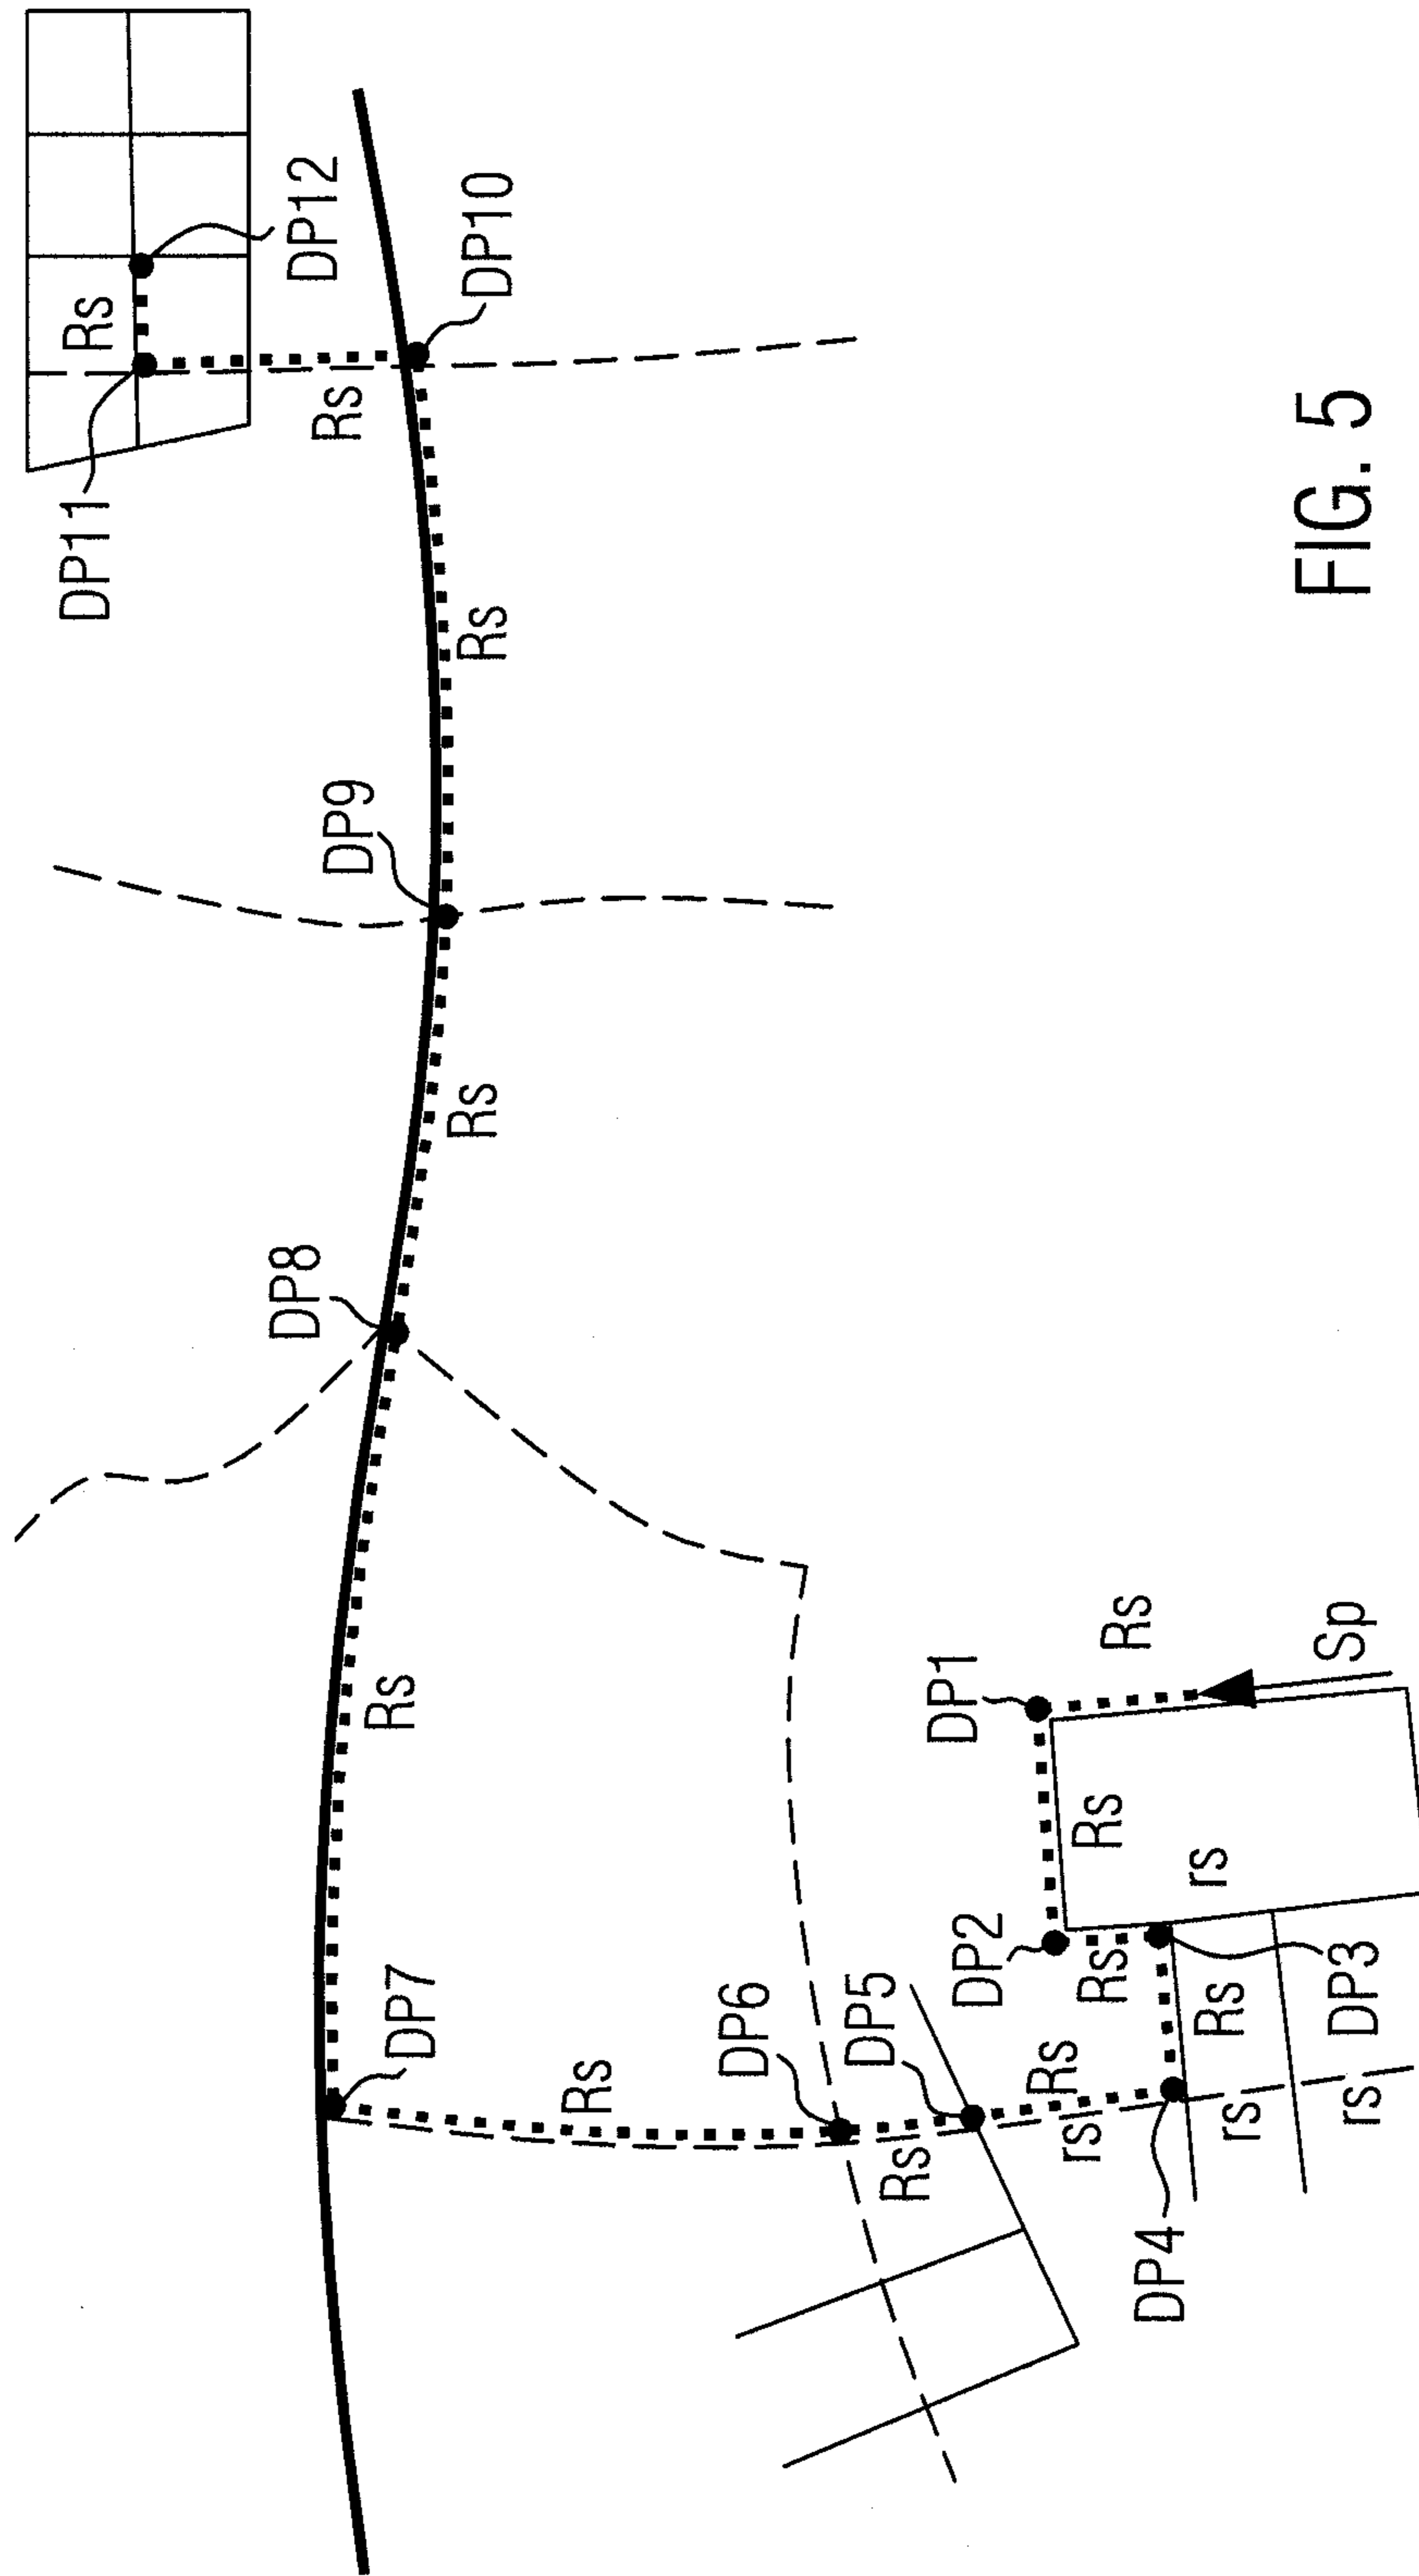 DP11
Rs
DP8
DP12
Rs
DP9
Rs
DP7
Rs
Rs
DP10
Rs
DP6
DP5
Rs
DP1
DP2
Rs
rs
Rs
Rs
Rs
DP4
rs
Rs
rs
Sp
DP3
rs
FIG. 5